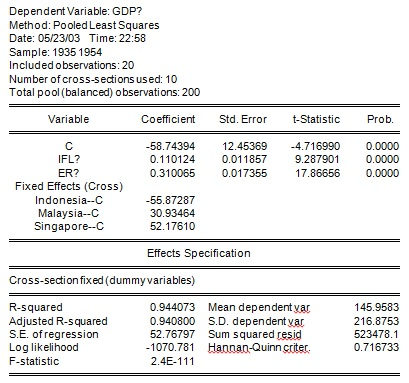 Dependent Variable: GDP?
Method: Pooled Least Squares
Date: 05/23/03 Time: 22:58
Sample: 1935 1954
Included observations: 20
Number of cross-sections used: 10
Total pool (balanced) observations: 200
Variable Coefficient Std. Error t-Statistic Prob.
C -58.74394 12.45369 -4.716990 0.0000
IFL? 0.110124 0.011857 9.287901 0.0000
ER? 0.310065 0.017355 17.86656 0.0000
Fixed Effects (Cross)
Indonesia--C -55.87287
Malaysia--C 30.93464
Singapore--C 52.17610
Effects Specification
Cross-section fixed (dummy variables)
R-squared 0.944073 Mean dependent var 145.9583
Adjusted R-squared 0.940800 S.D. dependent var 216.8753
S.E. of regression 52.76797 Sum squared resid 523478.1
Log likelihood -1070.781 Hannan-Quinn criter. 0.716733
F-statistic 2.4E-111